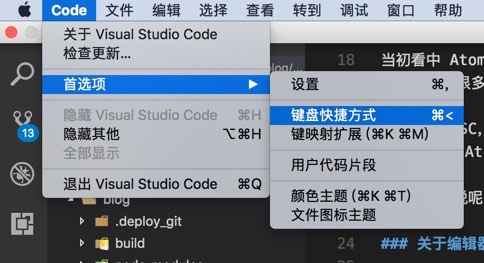 Code 文件 编辑 选择 查看 转到 调试 窗口 帮助
关于 Visual Studio Code
检查更新...
首选项
隐藏 Visual Studio Code ⌘H
隐藏其他 ⌥⌘H
全部显示
退出 Visual Studio Code ⌘Q
设置 ⌘,
键盘快捷方式 ⌘<
键映射扩展 (⌘K ⌘M)
用户代码片段
颜色主题 (⌘K ⌘T)
文件图标主题
13
blog
.deploy_git
build
18 当初看中 Atom
24 ### 关于编辑器